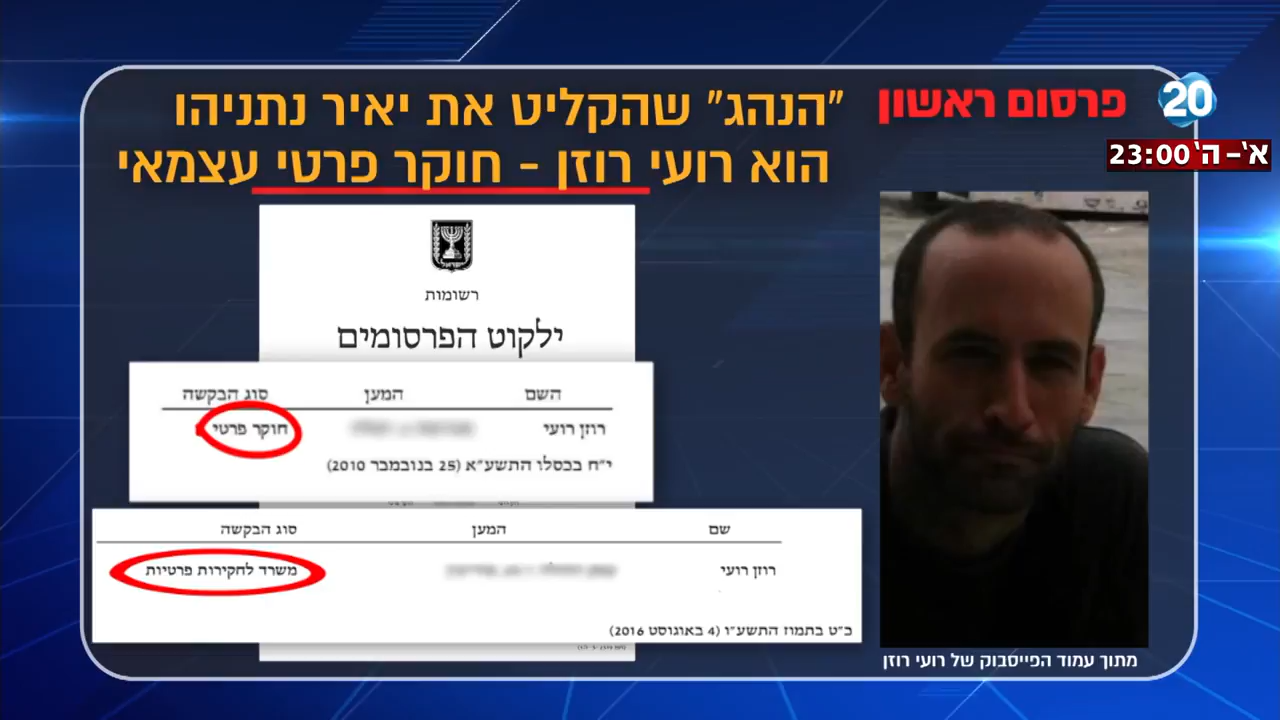 פרסום ראשון
20
א'-ה' 23:00
"הנהג" שהקליט את יאיר נתניהו
הוא רועי רוזן - חוקר פרטי עצמאי
רשומות
ילקוט הפרסומים
השם המען סוג הבקשה
רוזן רועי חוקר פרטי
י"ח בכסלו התשע"א (25 בנובמבר 2010)
שם המען סוג הבקשה
רוזן רועי משרד לחקירות פרטיות
כ"ט בתמוז התשע"ו (4 באוגוסט 2016)
מתוך עמוד הפייסבוק של רועי רוזן